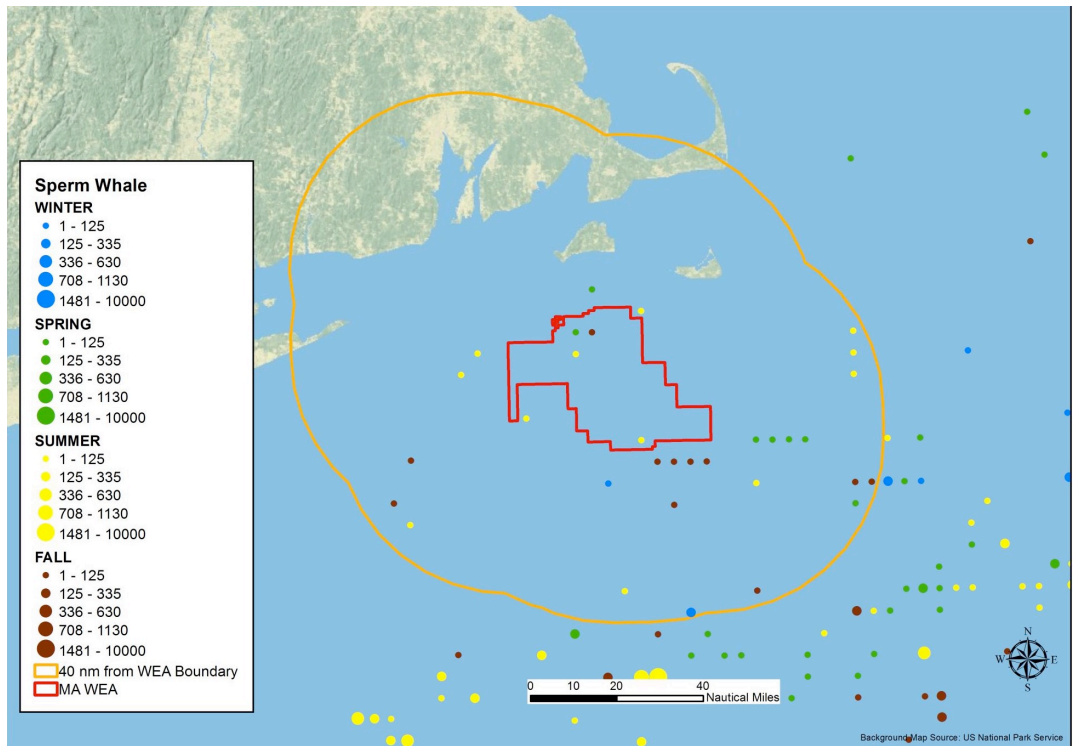 Sperm Whale
WINTER
1 - 125
125 - 335
336 - 630
708 - 1130
1481 - 10000
SPRING
1 - 125
125 - 335
336 - 630
708 - 1130
1481 - 10000
SUMMER
1 - 125
125 - 335
336 - 630
708 - 1130
1481 - 10000
FALL
1 - 125
125 - 335
336 - 630
708 - 1130
1481 - 10000
40 nm from WEA Boundary
MA WEA
0 10 20 40
Nautical Miles
N
W E
S
Background Map Source: US National Park Service